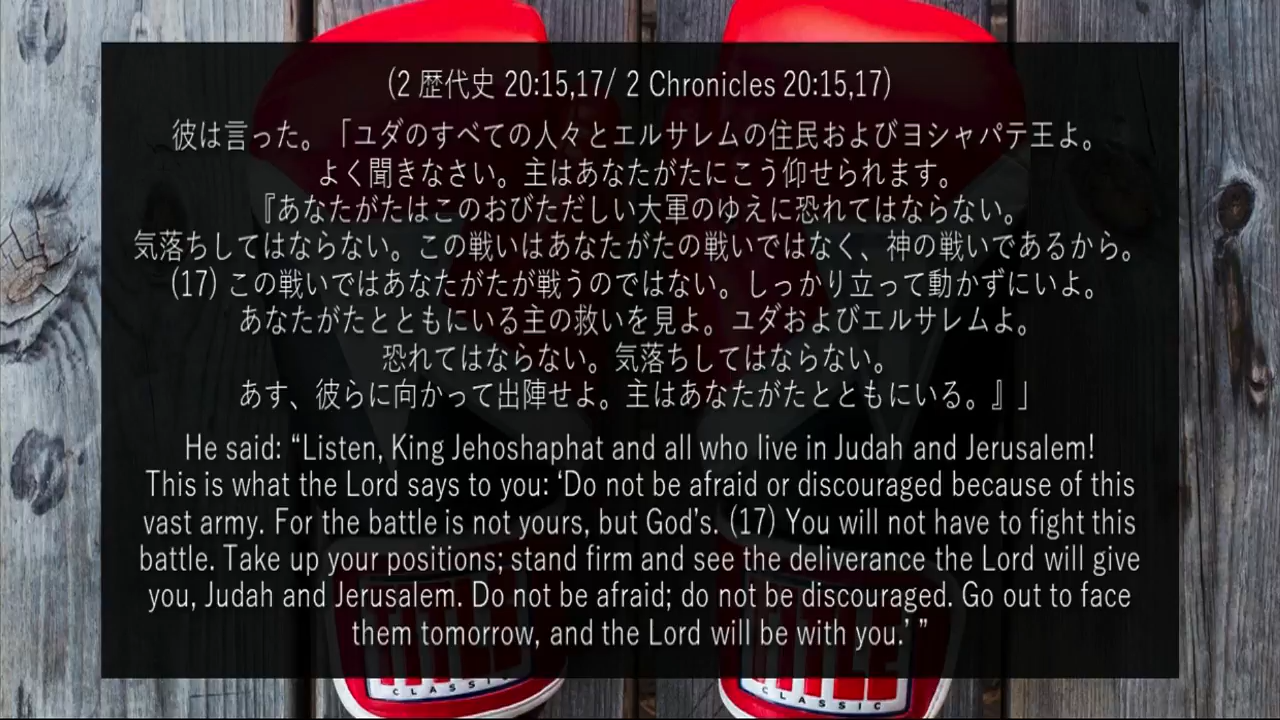 (2 歴代史 20:15,17/ 2 Chronicles 20:15,17)
彼は言った。「ユダのすべての人々とエルサレムの住民およびヨシャパテ王よ。
よく聞きなさい。主はあなたがたにこう仰せられます。
『あなたがたはこのおびただしい大軍のゆえに恐れてはならない。
気落ちしてはならない。この戦いはあなたがたの戦いではなく、神の戦いであるから。
(17) この戦いではあなたがたが戦うのではない。しっかり立って動かずにいよ。
あなたがたとともにいる主の救いを見よ。ユダおよびエルサレムよ。
恐れてはならない。気落ちしてはならない。
あす、彼らに向かって出陣せよ。主はあなたがたとともにいる。』」
He said: “Listen, King Jehoshaphat and all who live in Judah and Jerusalem!
This is what the Lord says to you: ‘Do not be afraid or discouraged because of this
vast army. For the battle is not yours, but God’s. (17) You will not have to fight this
battle. Take up your positions; stand firm and see the deliverance the Lord will give
you, Judah and Jerusalem. Do not be afraid; do not be discouraged. Go out to face
them tomorrow, and the Lord will be with you.’ ”
TITLE TITLE
CLASSIC CLASSIC